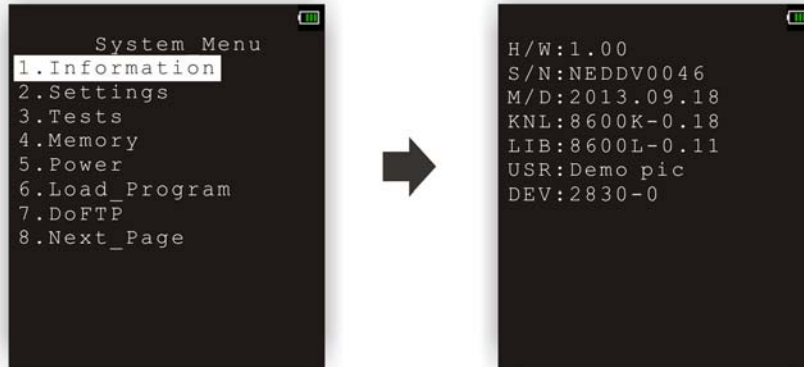 System Menu
1.Information
2.Settings
3.Tests
4.Memory
5.Power
6.Load_Program
7.DoFTP
8.Next_Page
H/W:1.00
S/N:NEDDV0046
M/D:2013.09.18
KNL:8600K-0.18
LIB:8600L-0.11
USR:Demo pic
DEV:2830-0